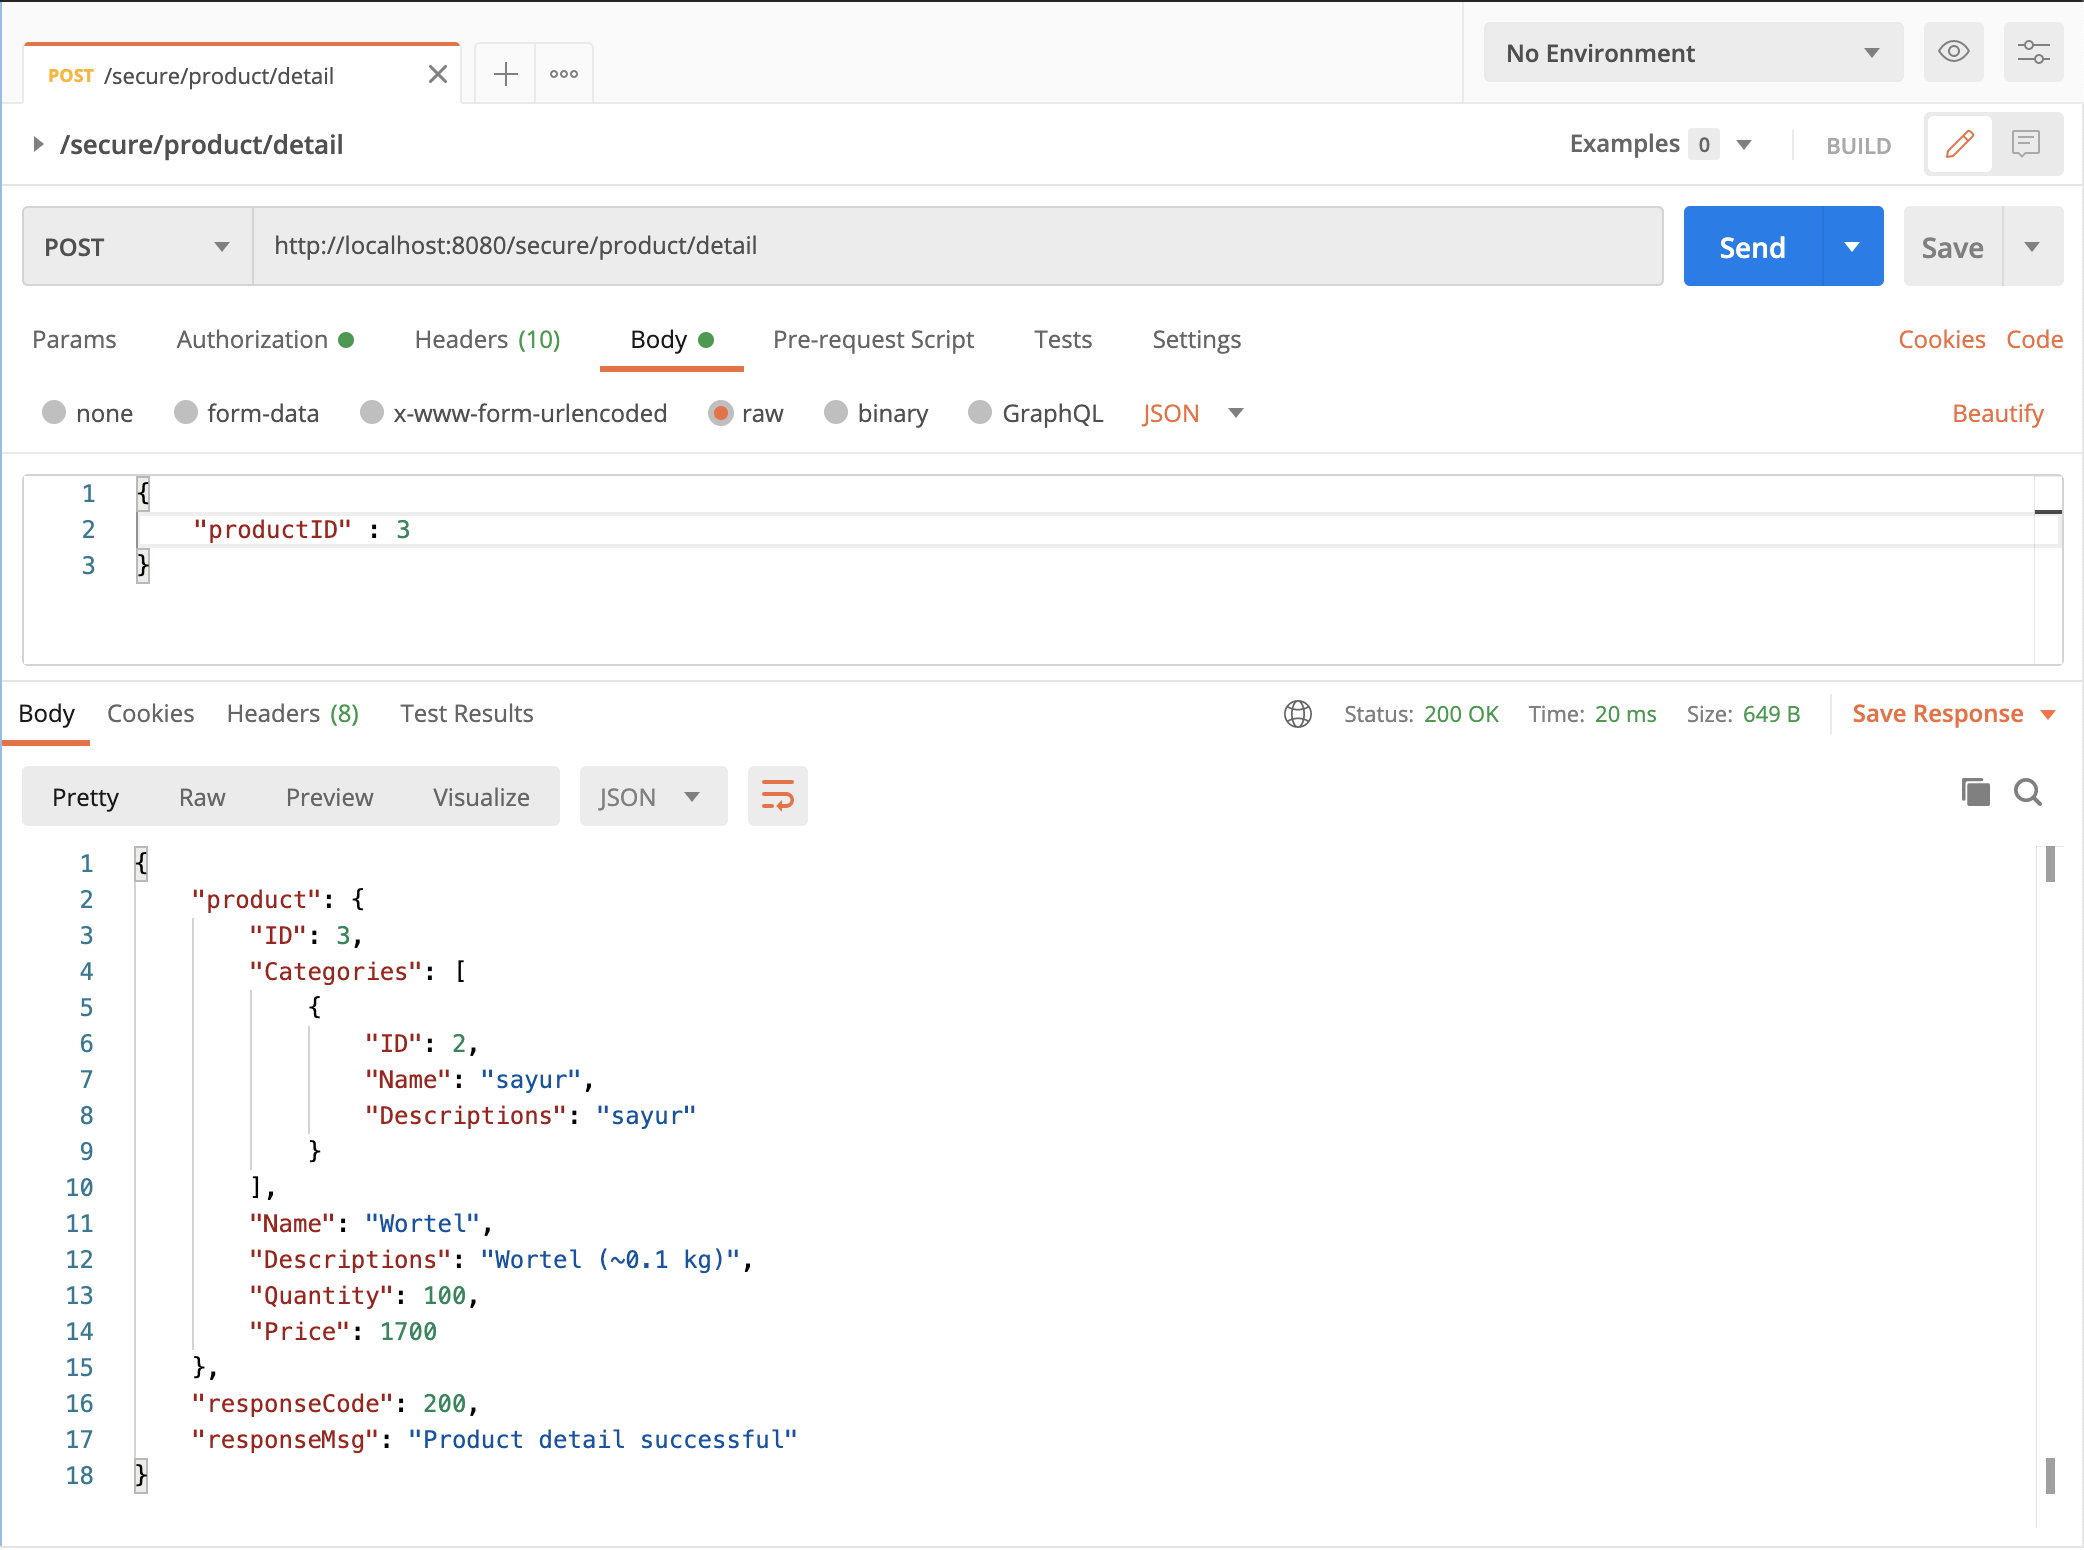 POST /secure/product/detail
No Environment
/secure/product/detail
Examples 0 BUILD
POST http://localhost:8080/secure/product/detail Send Save
Params Authorization Headers (10) Body Pre-request Script Tests Settings Cookies Code
none form-data x-www-form-urlencoded raw binary GraphQL JSON Beautify
1 {
2 "productID" : 3
3 }
Body Cookies Headers (8) Test Results Status: 200 OK Time: 20 ms Size: 649 B Save Response
Pretty Raw Preview Visualize JSON
1 {
2 "product": {
3 "ID": 3,
4 "Categories": [
5 {
6 "ID": 2,
7 "Name": "sayur",
8 "Descriptions": "sayur"
9 }
10 ],
11 "Name": "Wortel",
12 "Descriptions": "Wortel (~0.1 kg)",
13 "Quantity": 100,
14 "Price": 1700
15 },
16 "responseCode": 200,
17 "responseMsg": "Product detail successful"
18 }